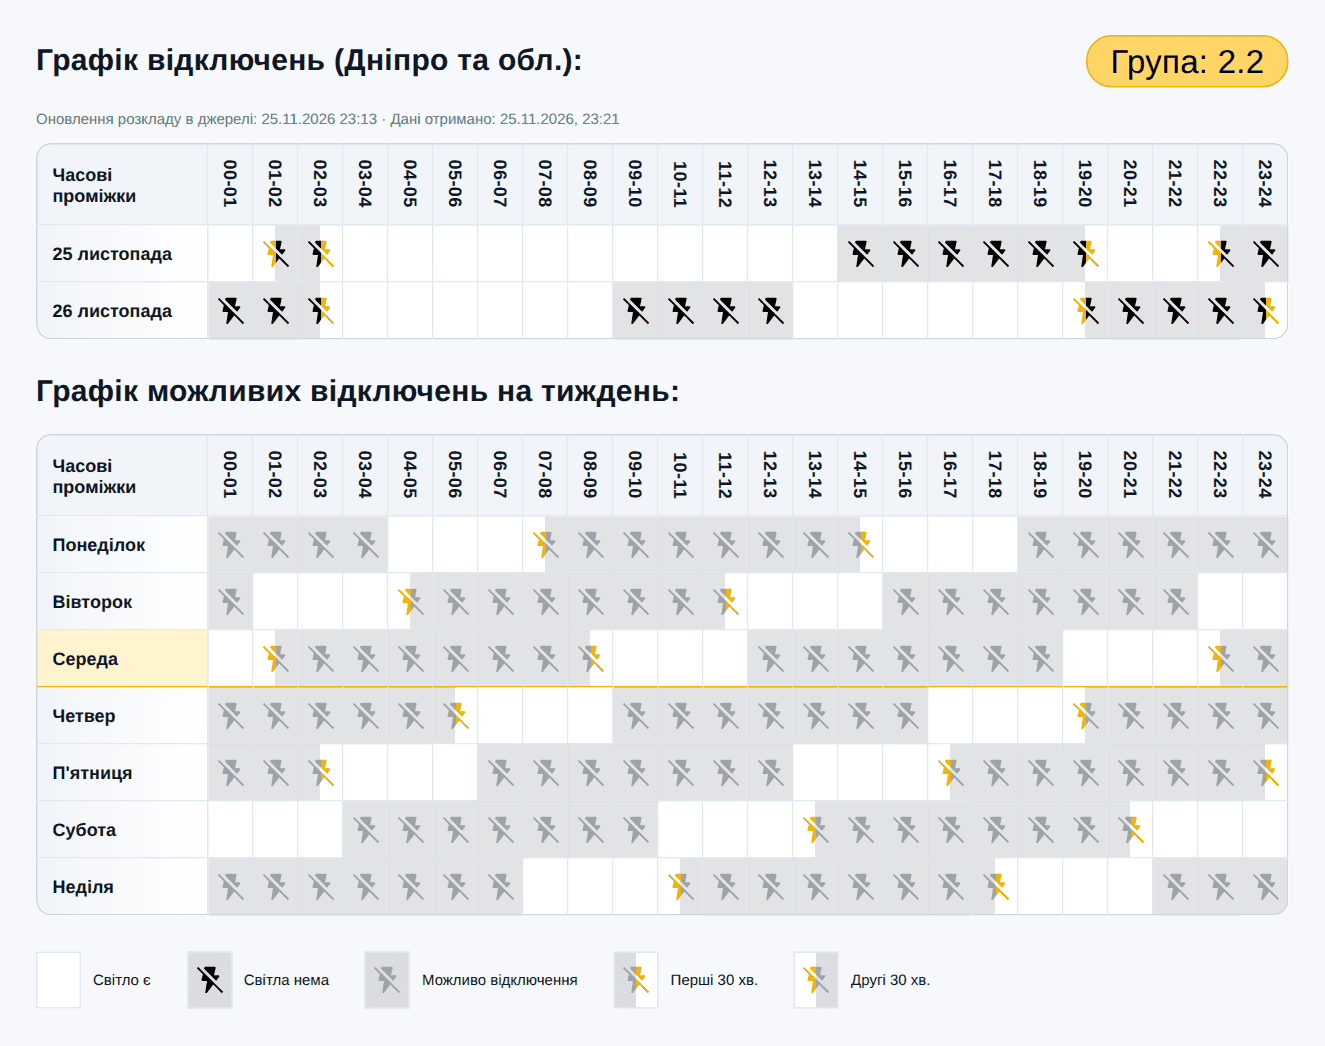 Графік відключень (Дніпро та обл.):
Група: 2.2
Оновлення розкладу в джерелі: 25.11.2026 23:13 · Дані отримано: 25.11.2026, 23:21
Часові
проміжки
00-01 01-02 02-03 03-04 04-05 05-06 06-07 07-08 08-09 09-10 10-11 11-12 12-13 13-14 14-15 15-16 16-17 17-18 18-19 19-20 20-21 21-22 22-23 23-24
25 листопада
26 листопада
Графік можливих відключень на тиждень:
Часові
проміжки
00-01 01-02 02-03 03-04 04-05 05-06 06-07 07-08 08-09 09-10 10-11 11-12 12-13 13-14 14-15 15-16 16-17 17-18 18-19 19-20 20-21 21-22 22-23 23-24
Понеділок
Вівторок
Середа
Четвер
П'ятниця
Субота
Неділя
Світло є
Світла нема
Можливо відключення
Перші 30 хв.
Другі 30 хв.